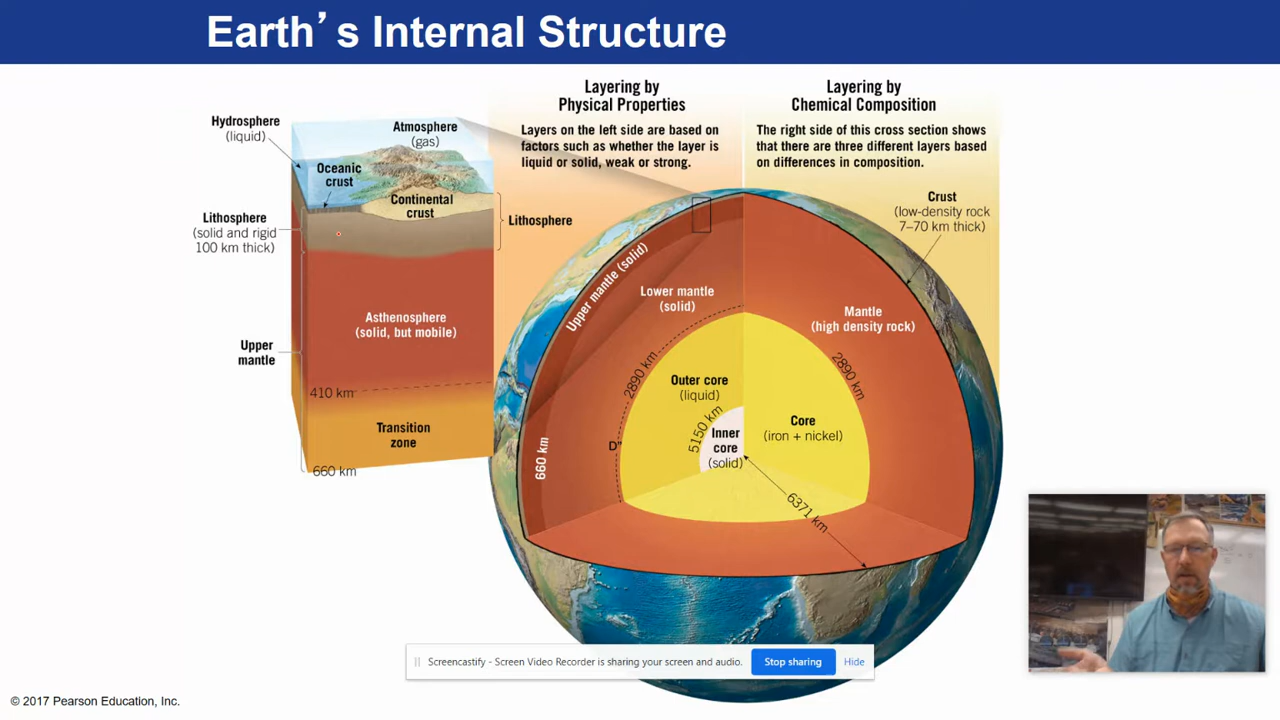 Earth’s Internal Structure
Layering by
Physical Properties
Layers on the left side are based on
factors such as whether the layer is
liquid or solid, weak or strong.
Layering by
Chemical Composition
The right side of this cross section shows
that there are three different layers based
on differences in composition.
Hydrosphere
(liquid)
Atmosphere
(gas)
Oceanic
crust
Continental
crust
Lithosphere
(solid and rigid
100 km thick)
Lithosphere
Asthenosphere
(solid, but mobile)
Upper
mantle
410 km
Transition
zone
660 km
Upper mantle (solid)
Lower mantle
(solid)
2890 km
660 km
D"
Outer core
(liquid)
5150 km
Inner
core
(solid)
Crust
(low-density rock
7–70 km thick)
Mantle
(high density rock)
2890 km
Core
(iron + nickel)
6371 km
Screencastify - Screen Video Recorder is sharing your screen and audio.
Stop sharing
Hide
© 2017 Pearson Education, Inc.